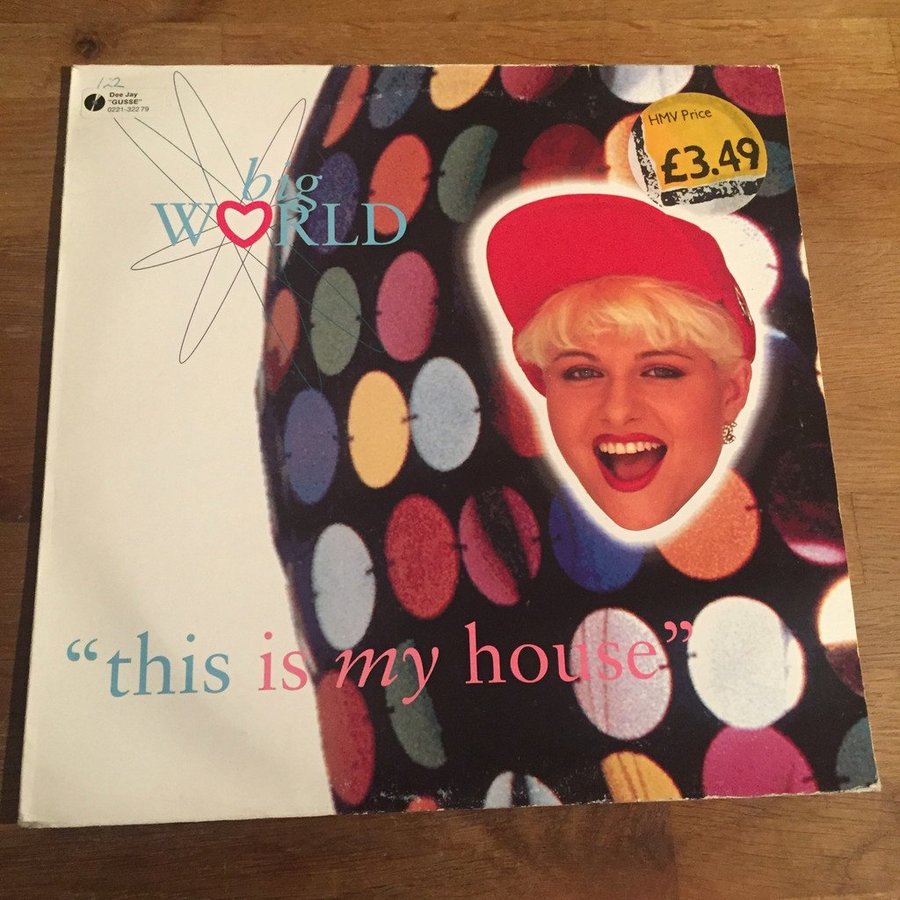 122
Dee Jay
"GUSSE"
0221-322 79
HMV Price
£3.49
big
WORLD
“this is my house”